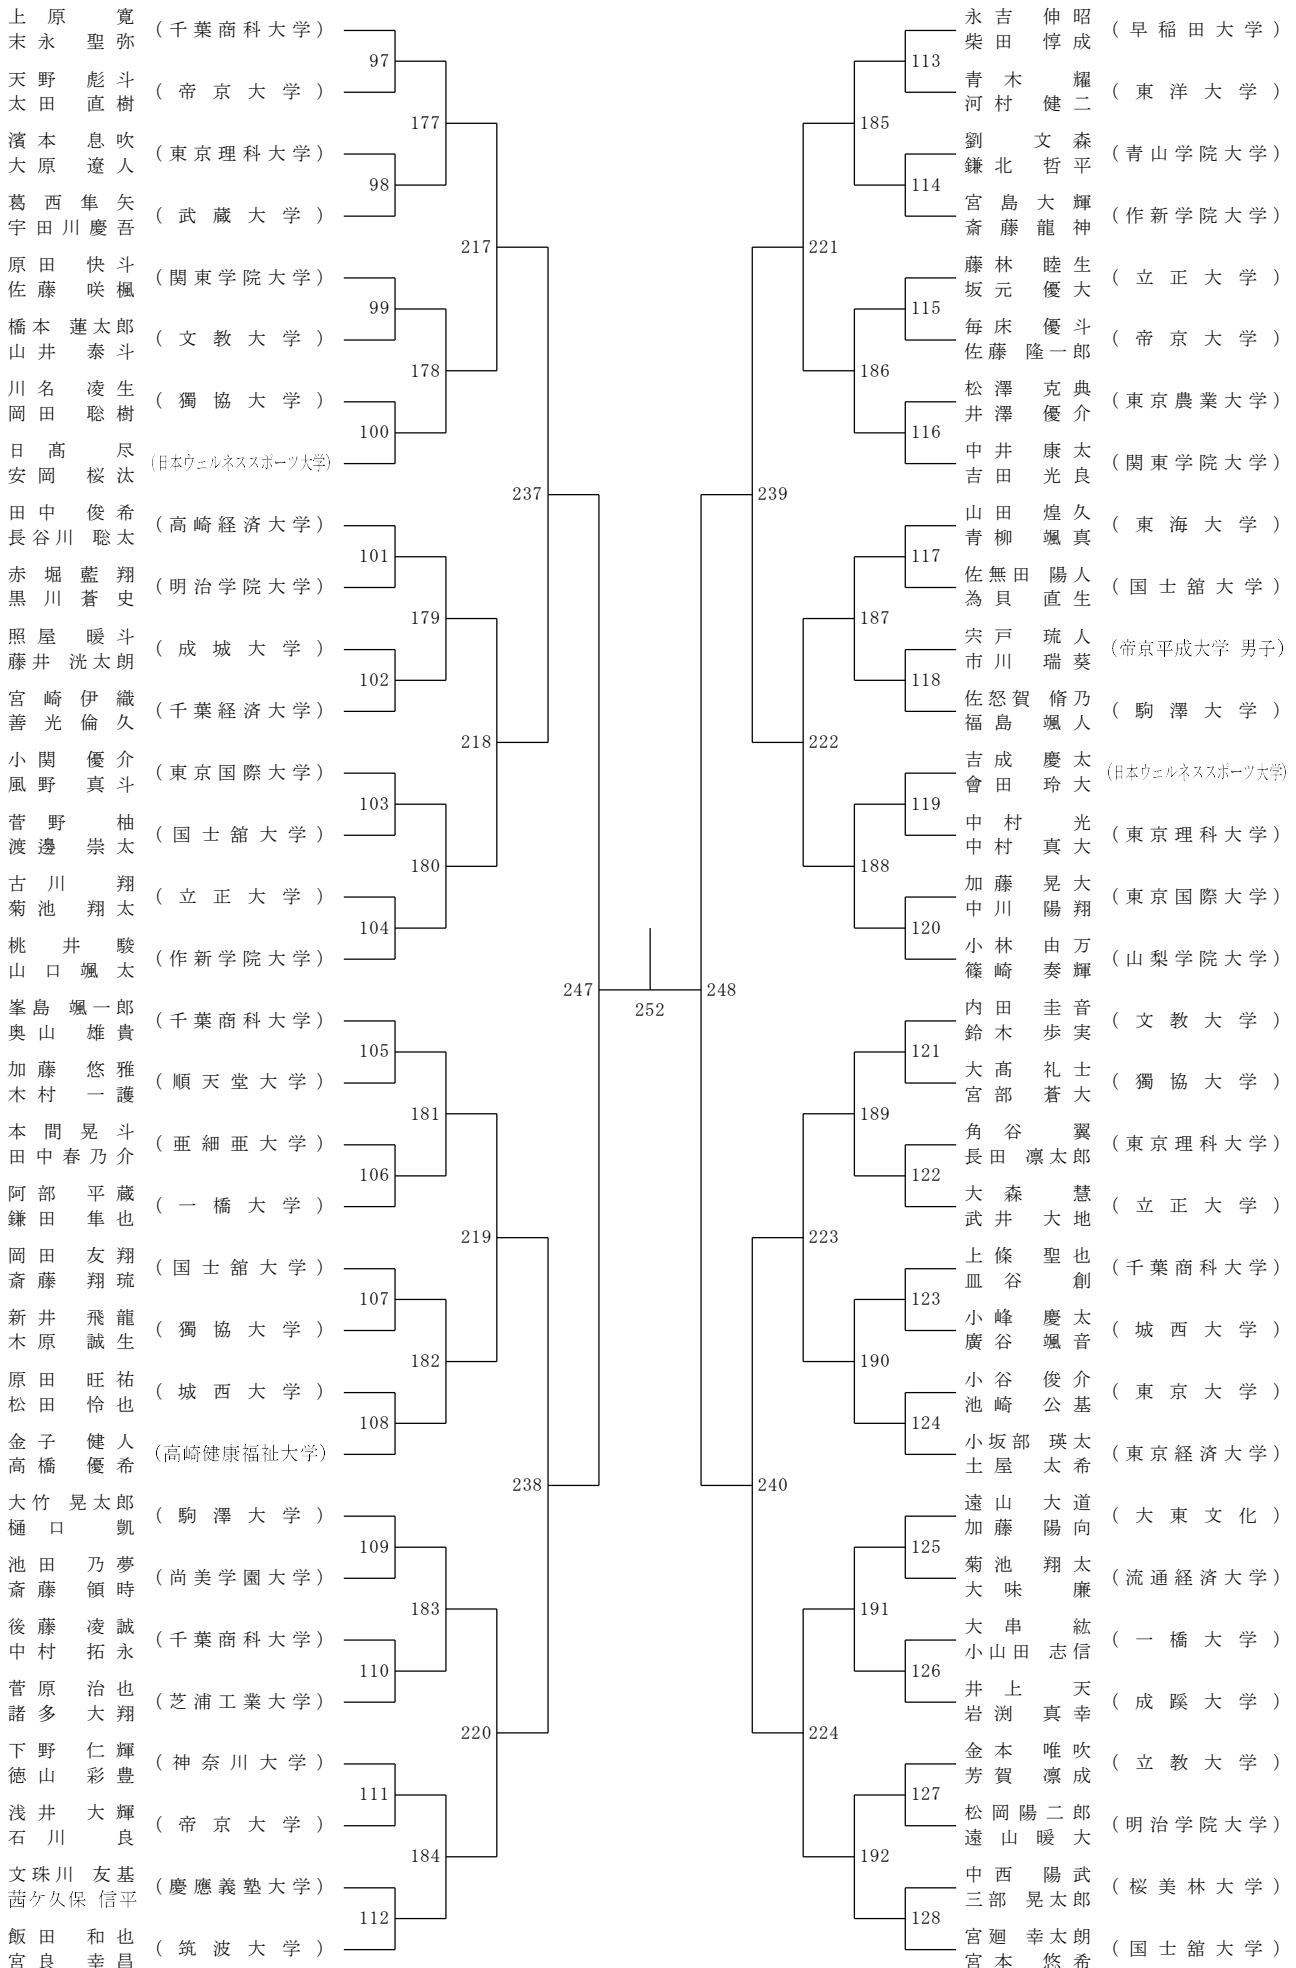 上原 寛
末永 聖弥
(千葉商科大学)
97
天野 彪斗
太田 直樹
(帝京大学)
177
濱本 息吹
大原 遼人
(東京理科大学)
98
葛西隼矢
宇田川慶吾
(武蔵大学)
217
原田 快斗
佐藤 咲楓
(関東学院大学)
99
橋本 蓮太郎
山井 泰斗
(文教大学)
178
川名 凌生
岡田 聡樹
(獨協大学)
100
日髙 尽
安岡 桜汰
(日本ウェルネススポーツ大学)
237
田中 俊希
長谷川 聡太
(高崎経済大学)
101
赤堀藍翔
黒川蒼史
(明治学院大学)
179
照屋 暖斗
藤井 洸太朗
(成城大学)
102
宮崎伊織
善光倫久
(千葉経済大学)
218
小関 優介
風野 真斗
(東京国際大学)
103
菅野 柚
渡邊 崇太
(国士舘大学)
180
古川 翔
菊池 翔太
(立正大学)
104
桃井 駿
山口颯太
(作新学院大学)
247
峯島 颯一郎
奥山 雄貴
(千葉商科大学)
105
加藤 悠雅
木村 一護
(順天堂大学)
181
本間晃斗
田中春乃介
(亜細亜大学)
106
阿部 平蔵
鎌田 隼也
(一橋大学)
219
岡田 友翔
斎藤 翔琉
(国士舘大学)
107
新井 飛龍
木原 誠生
(獨協大学)
182
原田 旺祐
松田 怜也
(城西大学)
108
金子 健人
高橋 優希
(高崎健康福祉大学)
238
大竹 晃太郎
樋口 凱
(駒澤大学)
109
池田 乃夢
斎藤 領時
(尚美学園大学)
183
後藤 凌誠
中村 拓永
(千葉商科大学)
110
菅原 治也
諸多 大翔
(芝浦工業大学)
220
下野 仁輝
徳山 彩豊
(神奈川大学)
111
浅井 大輝
石川 良
(帝京大学)
184
文珠川 友基
茜ケ久保 信平
(慶應義塾大学)
112
飯田 和也
宮良 幸昌
(筑波大学)
252
永吉 伸昭
柴田 惇成
(早稲田大学)
113
青木 耀
河村 健二
(東洋大学)
185
劉 文森
鎌北 哲平
(青山学院大学)
114
宮島大輝
斎藤龍神
(作新学院大学)
221
藤林 睦生
坂元 優大
(立正大学)
115
毎床 優斗
佐藤 隆一郎
(帝京大学)
186
松澤 克典
井澤 優介
(東京農業大学)
116
中井 康太
吉田 光良
(関東学院大学)
239
山田 煌久
青柳 颯真
(東海大学)
117
佐無田 陽人
為貝 直生
(国士舘大学)
187
宍戸 琉人
市川 瑞葵
(帝京平成大学 男子)
118
佐怒賀 脩乃
福島 颯人
(駒澤大学)
222
吉成 慶太
會田 玲大
(日本ウェルネススポーツ大学)
119
中村 光
中村 真大
(東京理科大学)
188
加藤 晃大
中川 陽翔
(東京国際大学)
120
小林 由万
篠崎 奏輝
(山梨学院大学)
248
内田 圭音
鈴木 歩実
(文教大学)
121
大髙 礼士
宮部 蒼大
(獨協大学)
189
角谷 翼
長田 凛太郎
(東京理科大学)
122
大森 慧
武井 大地
(立正大学)
223
上條 聖也
皿谷 創
(千葉商科大学)
123
小峰 慶太
廣谷 颯音
(城西大学)
190
小谷 俊介
池崎 公基
(東京大学)
124
小坂部 瑛太
土屋 太希
(東京経済大学)
240
遠山 大道
加藤 陽向
(大東文化)
125
菊池 翔太
大味 廉
(流通経済大学)
191
大串 紘
小山田 志信
(一橋大学)
126
井上 天
岩渕 真幸
(成蹊大学)
224
金本 唯吹
芳賀 凛成
(立教大学)
127
松岡陽二郎
遠山暖大
(明治学院大学)
192
中西 陽武
三部 晃太郎
(桜美林大学)
128
宮廻 幸太朗
宮本 悠希
(国士舘大学)